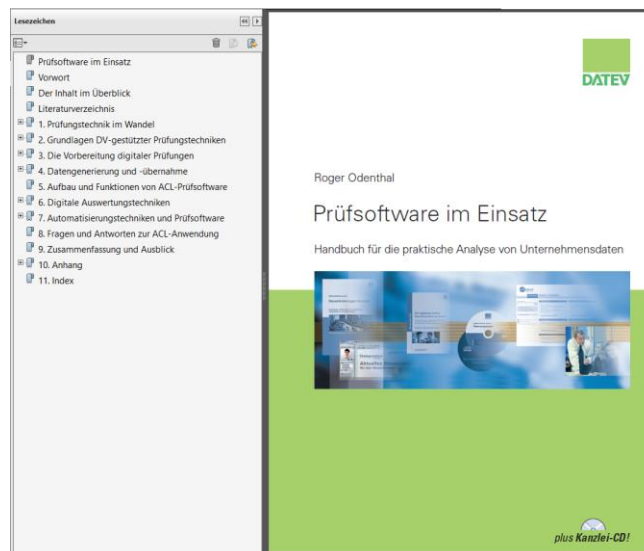 Lesezeichen
Prüfsoftware im Einsatz
Vorwort
Der Inhalt im Überblick
Literaturverzeichnis
1. Prüfungstechnik im Wandel
2. Grundlagen DV-gestützter Prüfungstechniken
3. Die Vorbereitung digitaler Prüfungen
4. Datengenerierung und -übernahme
5. Aufbau und Funktionen von ACL-Prüfsoftware
6. Digitale Auswertungstechniken
7. Automatisierungstechniken und Prüfsoftware
8. Fragen und Antworten zur ACL-Anwendung
9. Zusammenfassung und Ausblick
10. Anhang
11. Index
DATEV
Roger Odenthal
Prüfsoftware im Einsatz
Handbuch für die praktische Analyse von Unternehmensdaten
plus Kanzlei-CD!